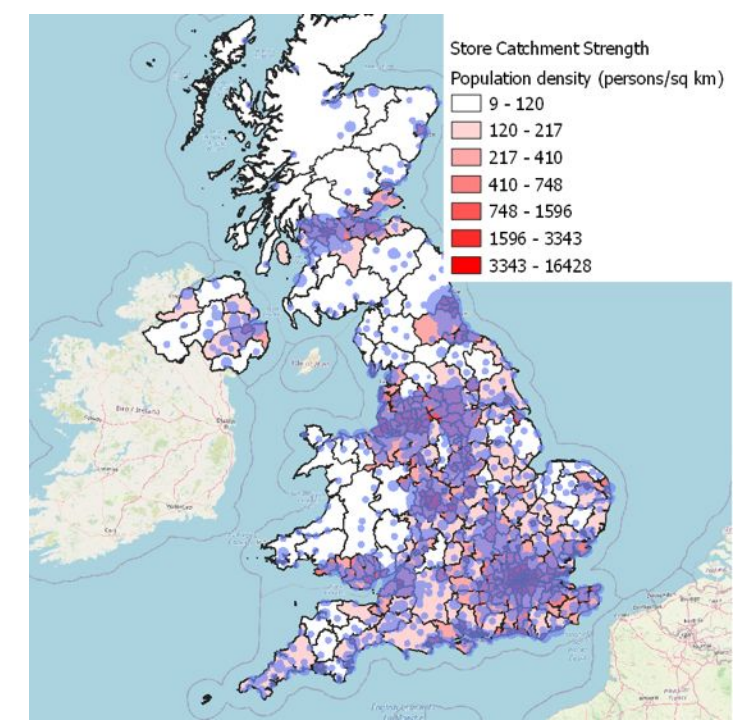 Store Catchment Strength
Population density (persons/sq km)
9 - 120
120 - 217
217 - 410
410 - 748
748 - 1596
1596 - 3343
3343 - 16428